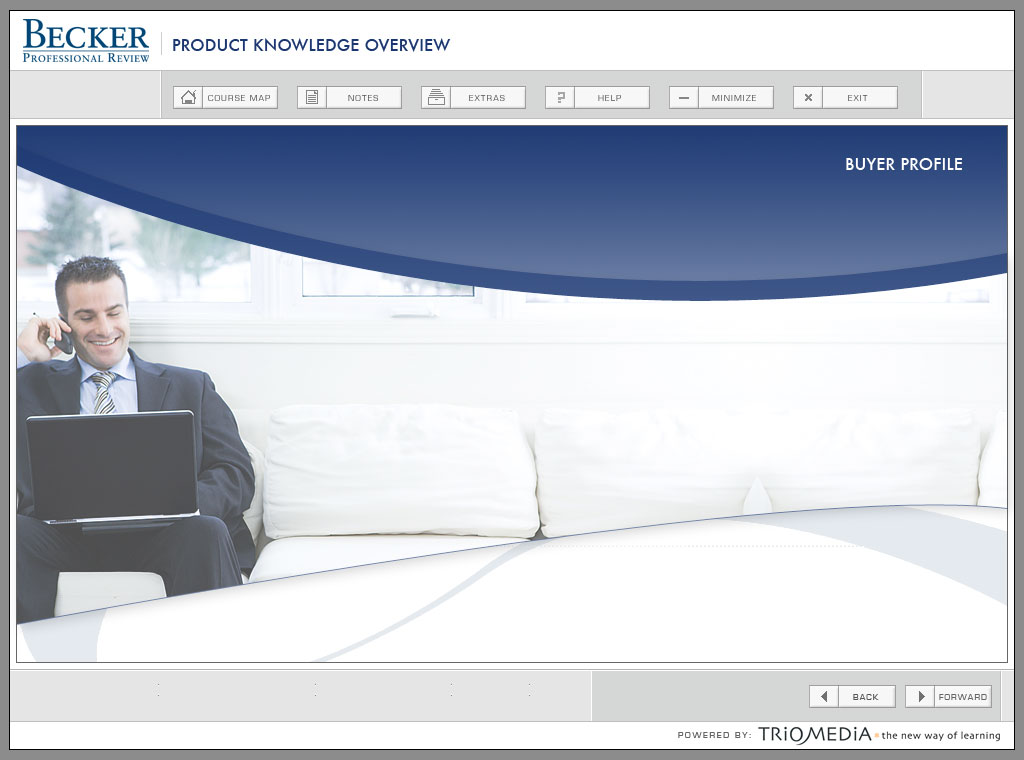 BECKER
PROFESSIONAL REVIEW
PRODUCT KNOWLEDGE OVERVIEW
COURSE MAP
NOTES
EXTRAS
HELP
MINIMIZE
EXIT
BUYER PROFILE
BACK
FORWARD
POWERED BY: TRiOMEDiA the new way of learning